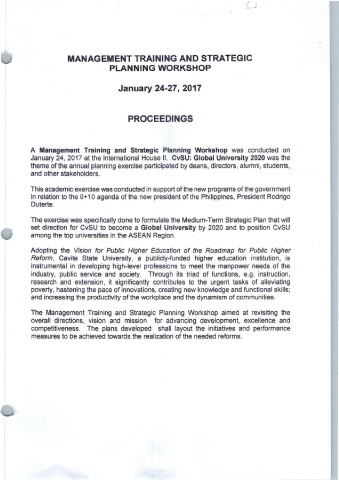 5.2.
MANAGEMENT TRAINING AND STRATEGIC
PLANNING WORKSHOP
January 24-27, 2017
PROCEEDINGS
A Management Training and Strategic Planning Workshop was conducted on
January 24, 2017 at the International House II. CvSU: Global University 2020 was the
theme of the annual planning exercise participated by deans, directors, alumni, students,
and other stakeholders.
This academic exercise was conducted in support of the new programs of the government
in relation to the 0+10 agenda of the new president of the Philippines, President Rodrigo
Duterte.
The exercise was specifically done to formulate the Medium-Term Strategic Plan that will
set direction for CvSU to become a Global University by 2020 and to position CvSU
among the top universities in the ASEAN Region.
Adopting the Vision for Public Higher Education of the Roadmap for Public Higher
Reform, Cavite State University, a publicly-funded higher education institution, is
instrumental in developing high-level professions to meet the manpower needs of the
industry, public service and society. Through its triad of functions, e.g. instruction,
research and extension, it significantly contributes to the urgent tasks of alleviating
poverty, hastening the pace of innovations, creating new knowledge and functional skills;
and increasing the productivity of the workplace and the dynamism of communities.
The Management Training and Strategic Planning Workshop aimed at revisiting the
overall directions, vision and mission for advancing development, excellence and
competitiveness. The plans developed shall layout the initiatives and performance
measures to be achieved towards the realization of the needed reforms.